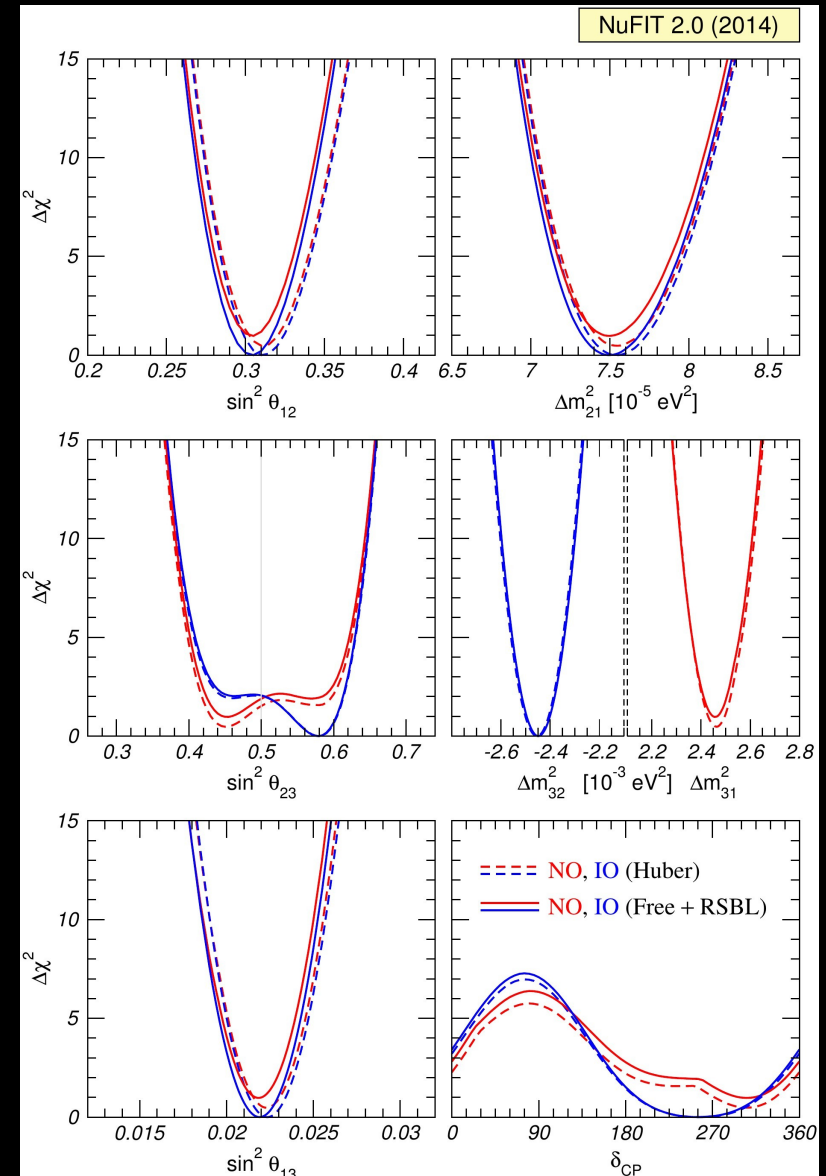 NuFIT 2.0 (2014)
15
10
5
0
Δχ²
0.2 0.25 0.3 0.35 0.4
sin² θ₁₂
6.5 7 7.5 8 8.5
Δm²₂₁ [10⁻⁵ eV²]
15
10
5
0
Δχ²
0.3 0.4 0.5 0.6 0.7
sin² θ₂₃
-2.6 -2.4 -2.2 2.2 2.4 2.6 2.8
Δm²₃₂ [10⁻³ eV²] Δm²₃₁
15
10
5
0
Δχ²
0.015 0.02 0.025 0.03
sin² θ₁₃
NO, IO (Huber)
NO, IO (Free + RSBL)
0 90 180 270 360
δCP